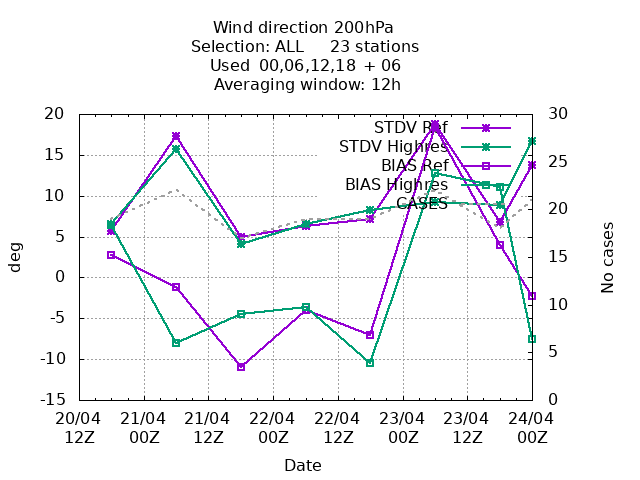 Wind direction 200hPa
Selection: ALL     23 stations
Used  00,06,12,18 + 06
Averaging window: 12h
STDV Ref
STDV Highres
BIAS Ref
BIAS Highres
CASES
20
15
10
5
0
-5
-10
-15
30
25
20
15
10
5
0
deg
No cases
20/04 21/04 21/04 22/04 22/04 23/04 23/04 24/04
12Z 00Z 12Z 00Z 12Z 00Z 12Z 00Z
Date